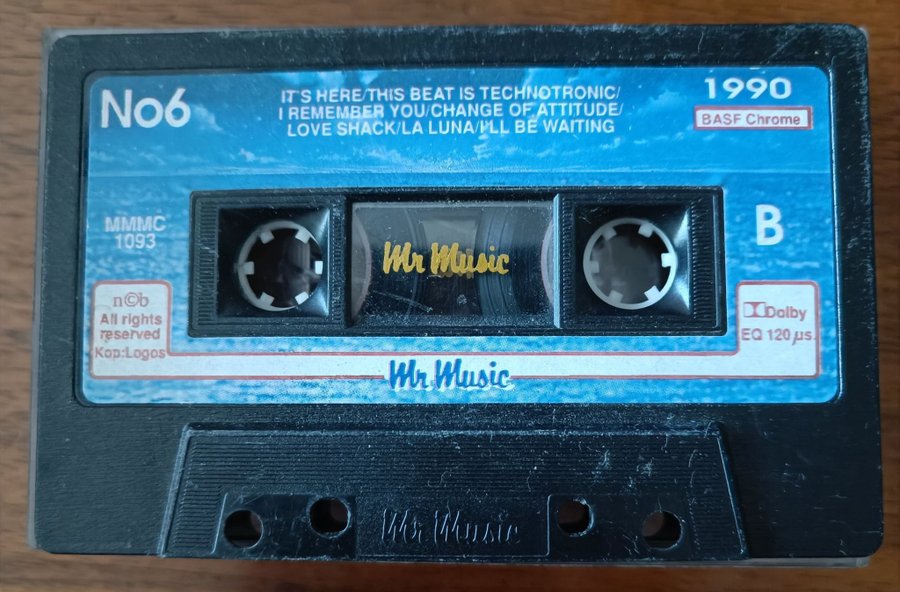 No6
IT'S HERE/THIS BEAT IS TECHNOTRONIC/
I REMEMBER YOU/CHANGE OF ATTITUDE/
LOVE SHACK/LA LUNA/I'LL BE WAITING
1990
BASF Chrome
MMMC
1093
B
Mr Music
n©b
All rights
reserved
Kop:Logos
Dolby
EQ 120 µs.
Mr Music
Mr Music